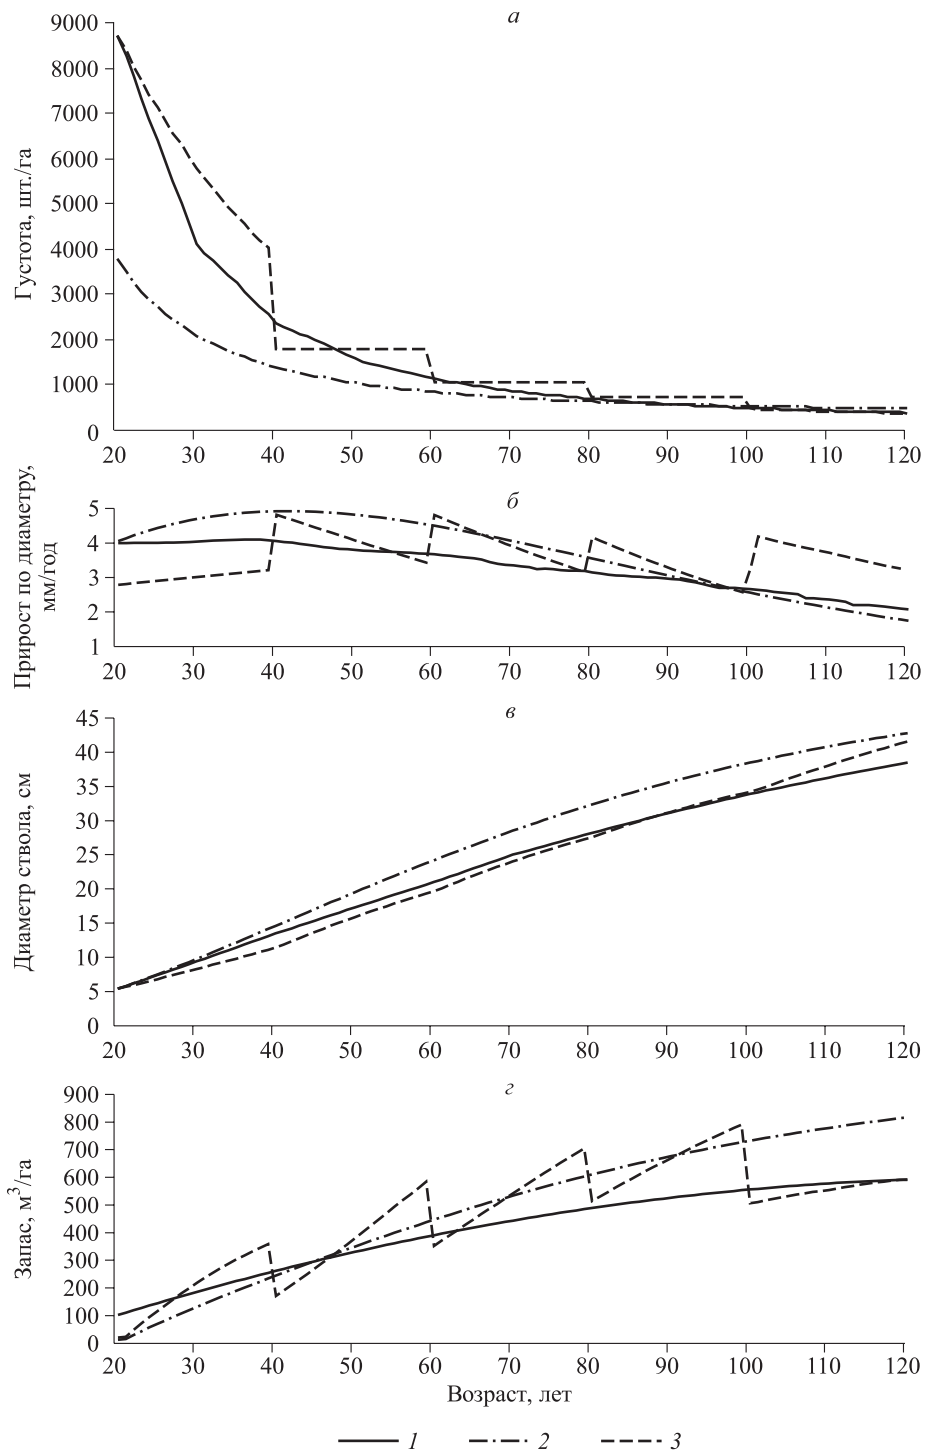 а
9000
8000
7000
6000
5000
4000
3000
2000
1000
0
Густота, шт./га
20 30 40 50 60 70 80 90 100 110 120
б
5
4
3
2
1
Прирост по диаметру,
мм/год
20 30 40 50 60 70 80 90 100 110 120
в
45
40
35
30
25
20
15
10
5
0
Диаметр ствола, см
20 30 40 50 60 70 80 90 100 110 120
г
900
800
700
600
500
400
300
200
100
0
Запас, м³/га
20 30 40 50 60 70 80 90 100 110 120
Возраст, лет
1 2 3